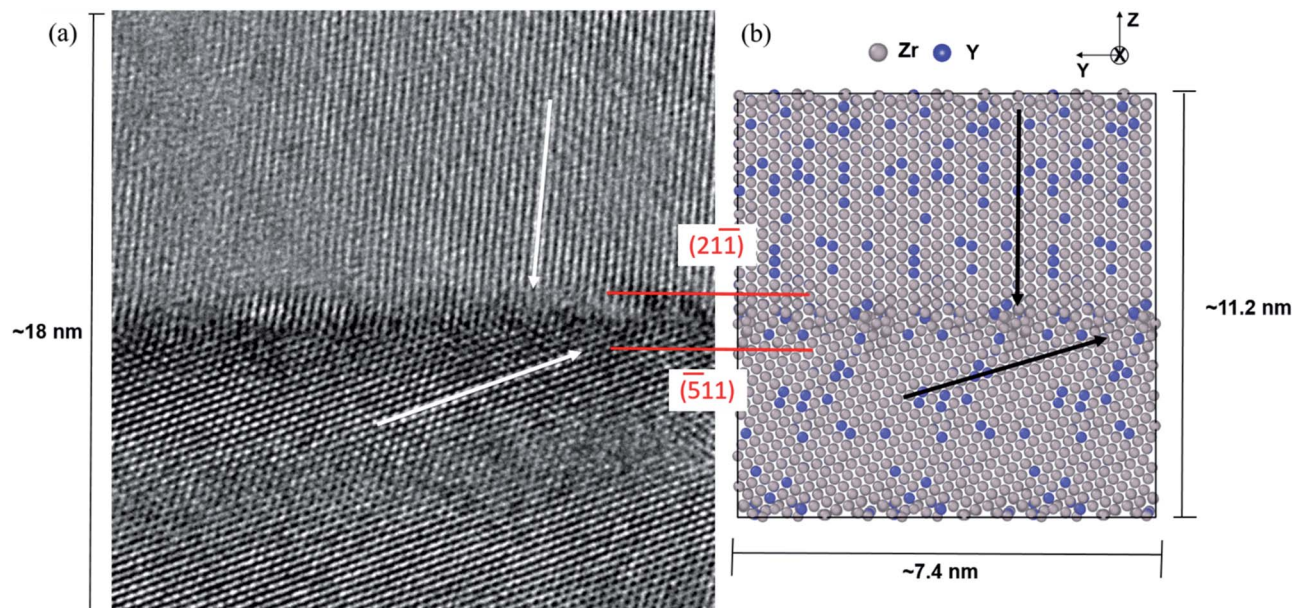 (a)
~18 nm
(b)
Zr Y
Z
Y X
(21̅1̅)
(5̅11)
~11.2 nm
~7.4 nm